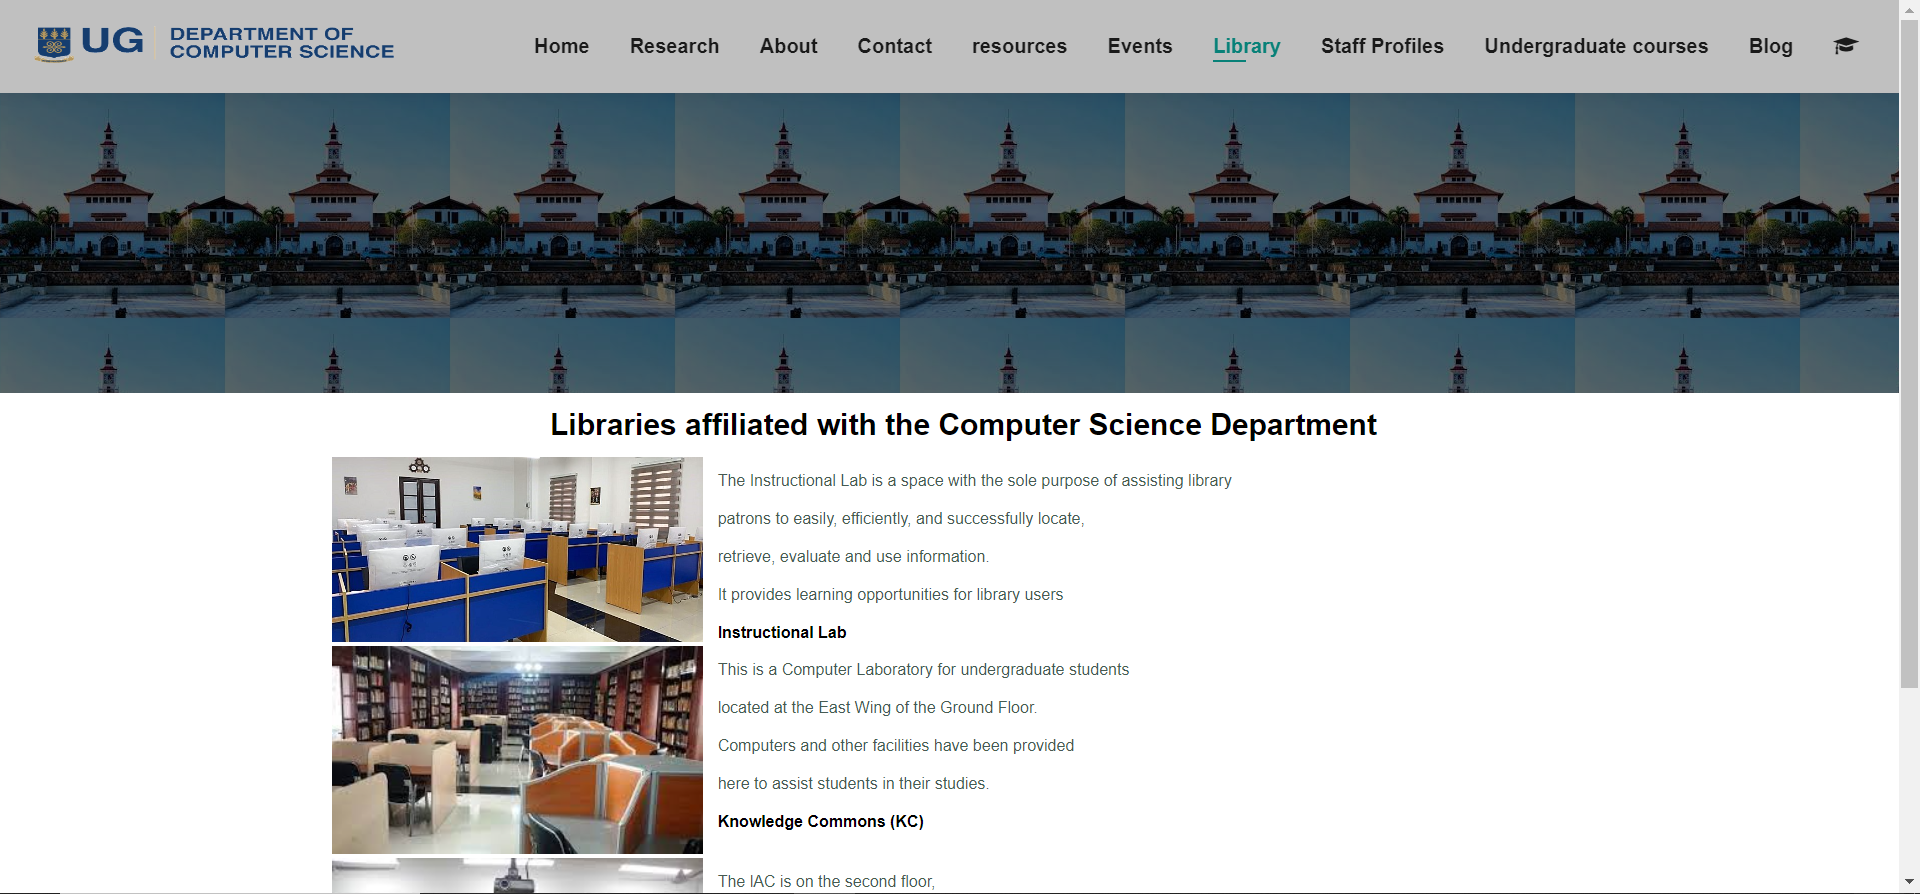 UG
DEPARTMENT OF
COMPUTER SCIENCE
Home
Research
About
Contact
resources
Events
Library
Staff Profiles
Undergraduate courses
Blog
Libraries affiliated with the Computer Science Department
The Instructional Lab is a space with the sole purpose of assisting library
patrons to easily, efficiently, and successfully locate,
retrieve, evaluate and use information.
It provides learning opportunities for library users
Instructional Lab
This is a Computer Laboratory for undergraduate students
located at the East Wing of the Ground Floor.
Computers and other facilities have been provided
here to assist students in their studies.
Knowledge Commons (KC)
The IAC is on the second floor,